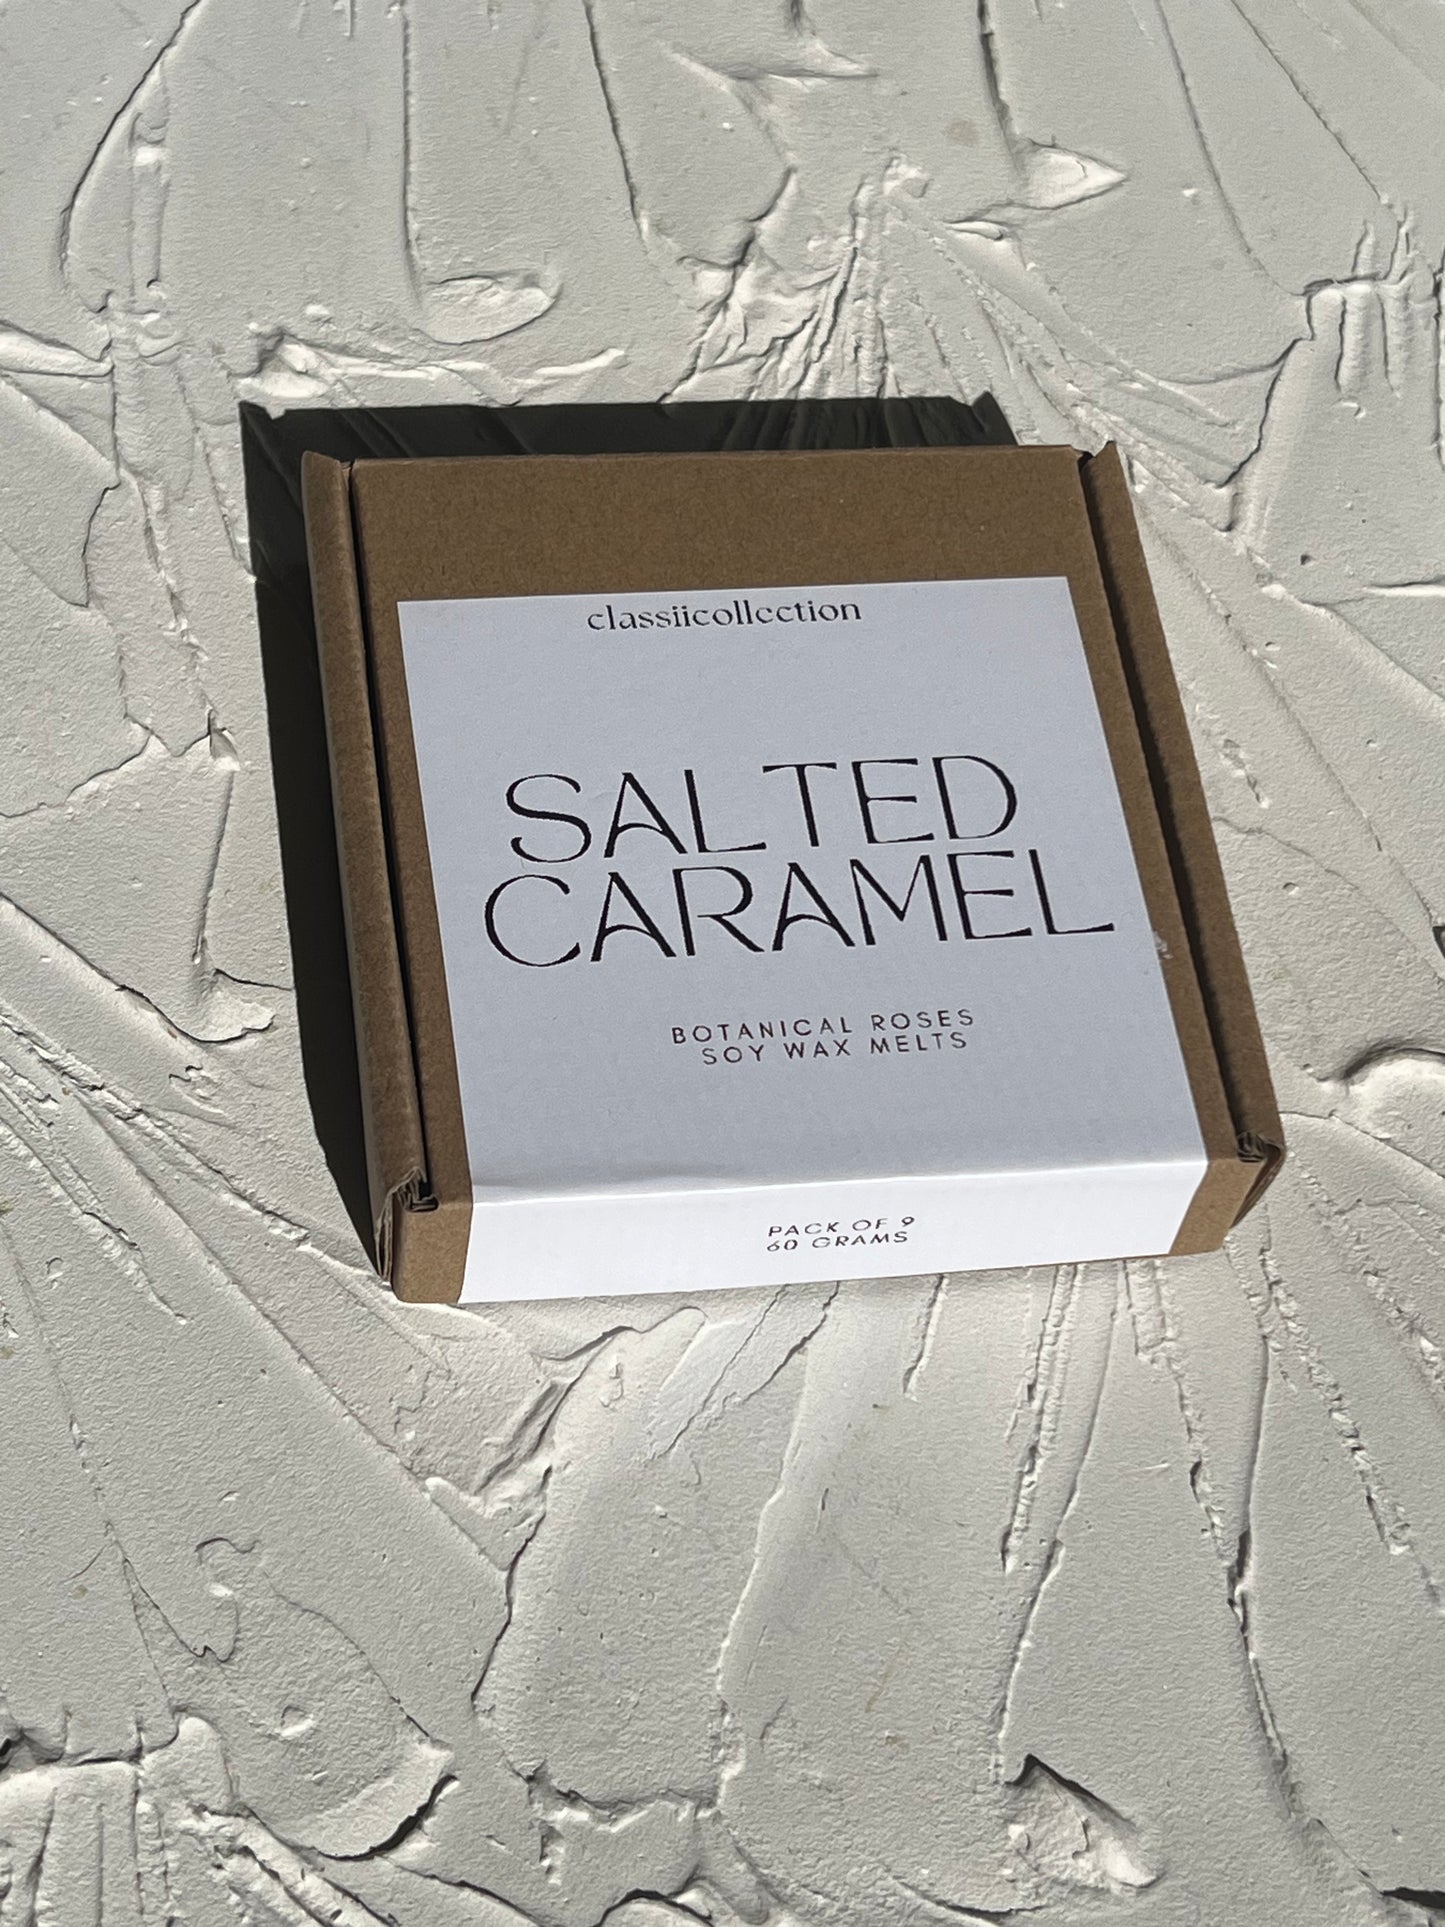 classiicollection
SALTED
CARAMEL
BOTANICAL ROSES
SOY WAX MELTS
PACK OF 9
60 GRAMS